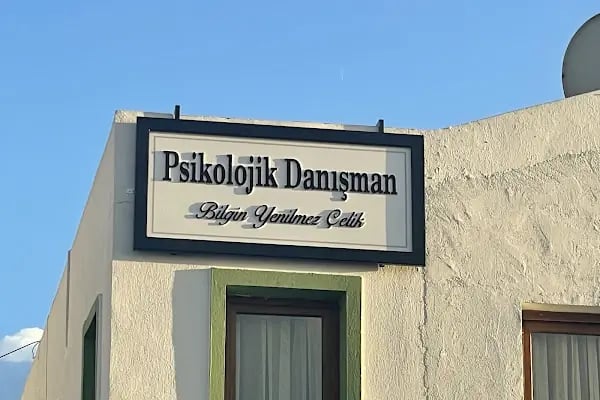 Psikolojik Danışman
Bilgin Yenilmez Çelik